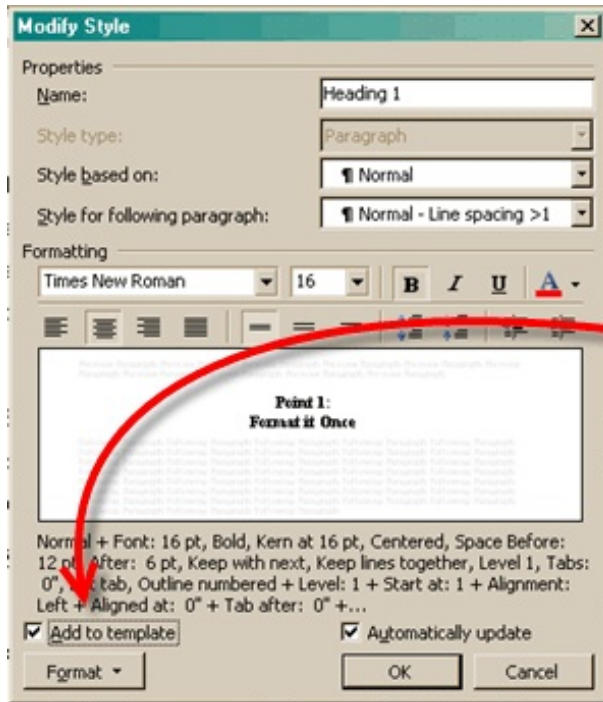 Modify Style
Properties
Name: Heading 1
Style type: Paragraph
Style based on: ¶ Normal
Style for following paragraph: ¶ Normal - Line spacing >1
Formatting
Times New Roman 16 B I U A
Point 1:
Format it Once
Normal + Font: 16 pt, Bold, Kern at 16 pt, Centered, Space Before:
12 pt, After: 6 pt, Keep with next, Keep lines together, Level 1, Tabs:
0", tab, Outline numbered + Level: 1 + Start at: 1 + Alignment:
Left + Aligned at: 0" + Tab after: 0" +...
Add to template Automatically update
Format OK Cancel